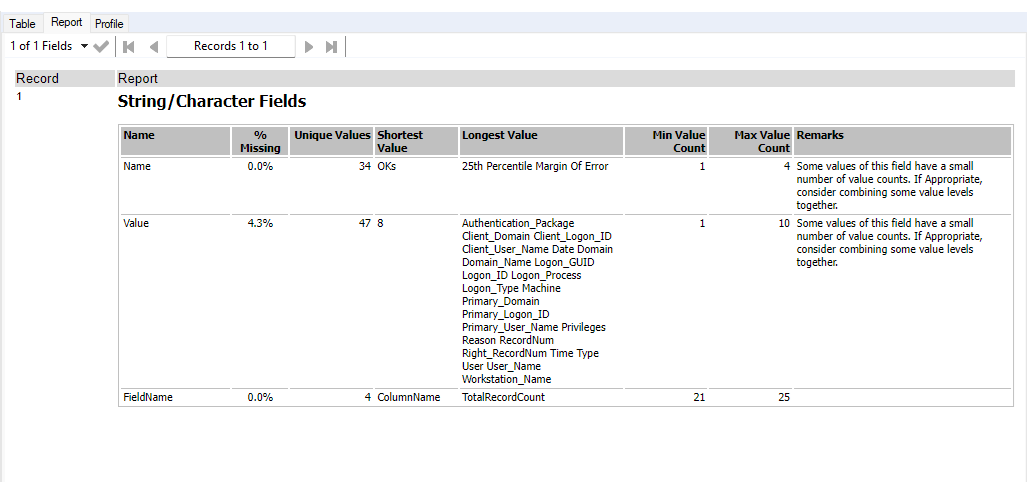 Table Report Profile
1 of 1 Fields Records 1 to 1
Record Report
1 String/Character Fields
Name % Missing Unique Values Shortest Value Longest Value Min Value Count Max Value Count Remarks
Name 0.0% 34 OKs 25th Percentile Margin Of Error 1 4 Some values of this field have a small
number of value counts. If Appropriate,
consider combining some value levels
together.
Value 4.3% 47 8 Authentication_Package 1 10 Some values of this field have a small
Client_Domain Client_Logon_ID number of value counts. If Appropriate,
Client_User_Name Date Domain consider combining some value levels
Domain_Name Logon_GUID together.
Logon_ID Logon_Process
Logon_Type Machine
Primary_Domain
Primary_Logon_ID
Primary_User_Name Privileges
Reason RecordNum
Right_RecordNum Time Type
User User_Name
Workstation_Name
FieldName 0.0% 4 ColumnName TotalRecordCount 21 25